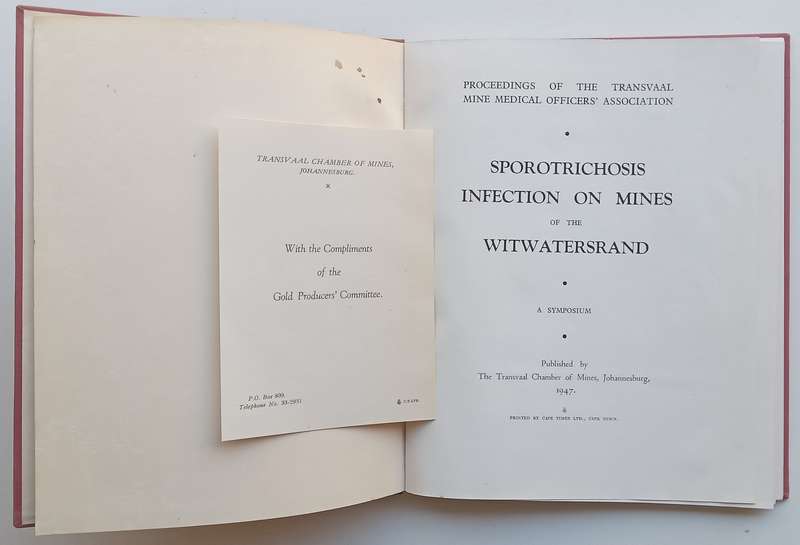 TRANSVAAL CHAMBER OF MINES,
JOHANNESBURG.
With the Compliments
of the
Gold Producers' Committee.
P.O. Box 809,
Telephone No. 33-2931
PROCEEDINGS OF THE TRANSVAAL
MINE MEDICAL OFFICERS' ASSOCIATION
SPOROTRICHOSIS
INFECTION ON MINES
OF THE
WITWATERSRAND
A SYMPOSIUM
Published by
The Transvaal Chamber of Mines, Johannesburg,
1947.
PRINTED BY CAPE TIMES LTD., CAPE TOWN.